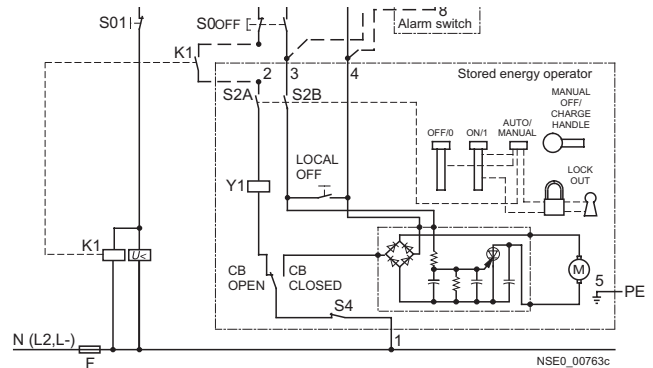 8
S01
S0OFF
Alarm switch
K1
2
3
4
Stored energy operator
S2A
S2B
MANUAL
OFF/
CHARGE
HANDLE
AUTO/
MANUAL
OFF/0
ON/1
LOCAL
OFF
LOCK
OUT
Y1
K1
U<
CB
OPEN
CB
CLOSED
M
5
PE
S4
N (L2,L-)
1
F
NSE0_00763c